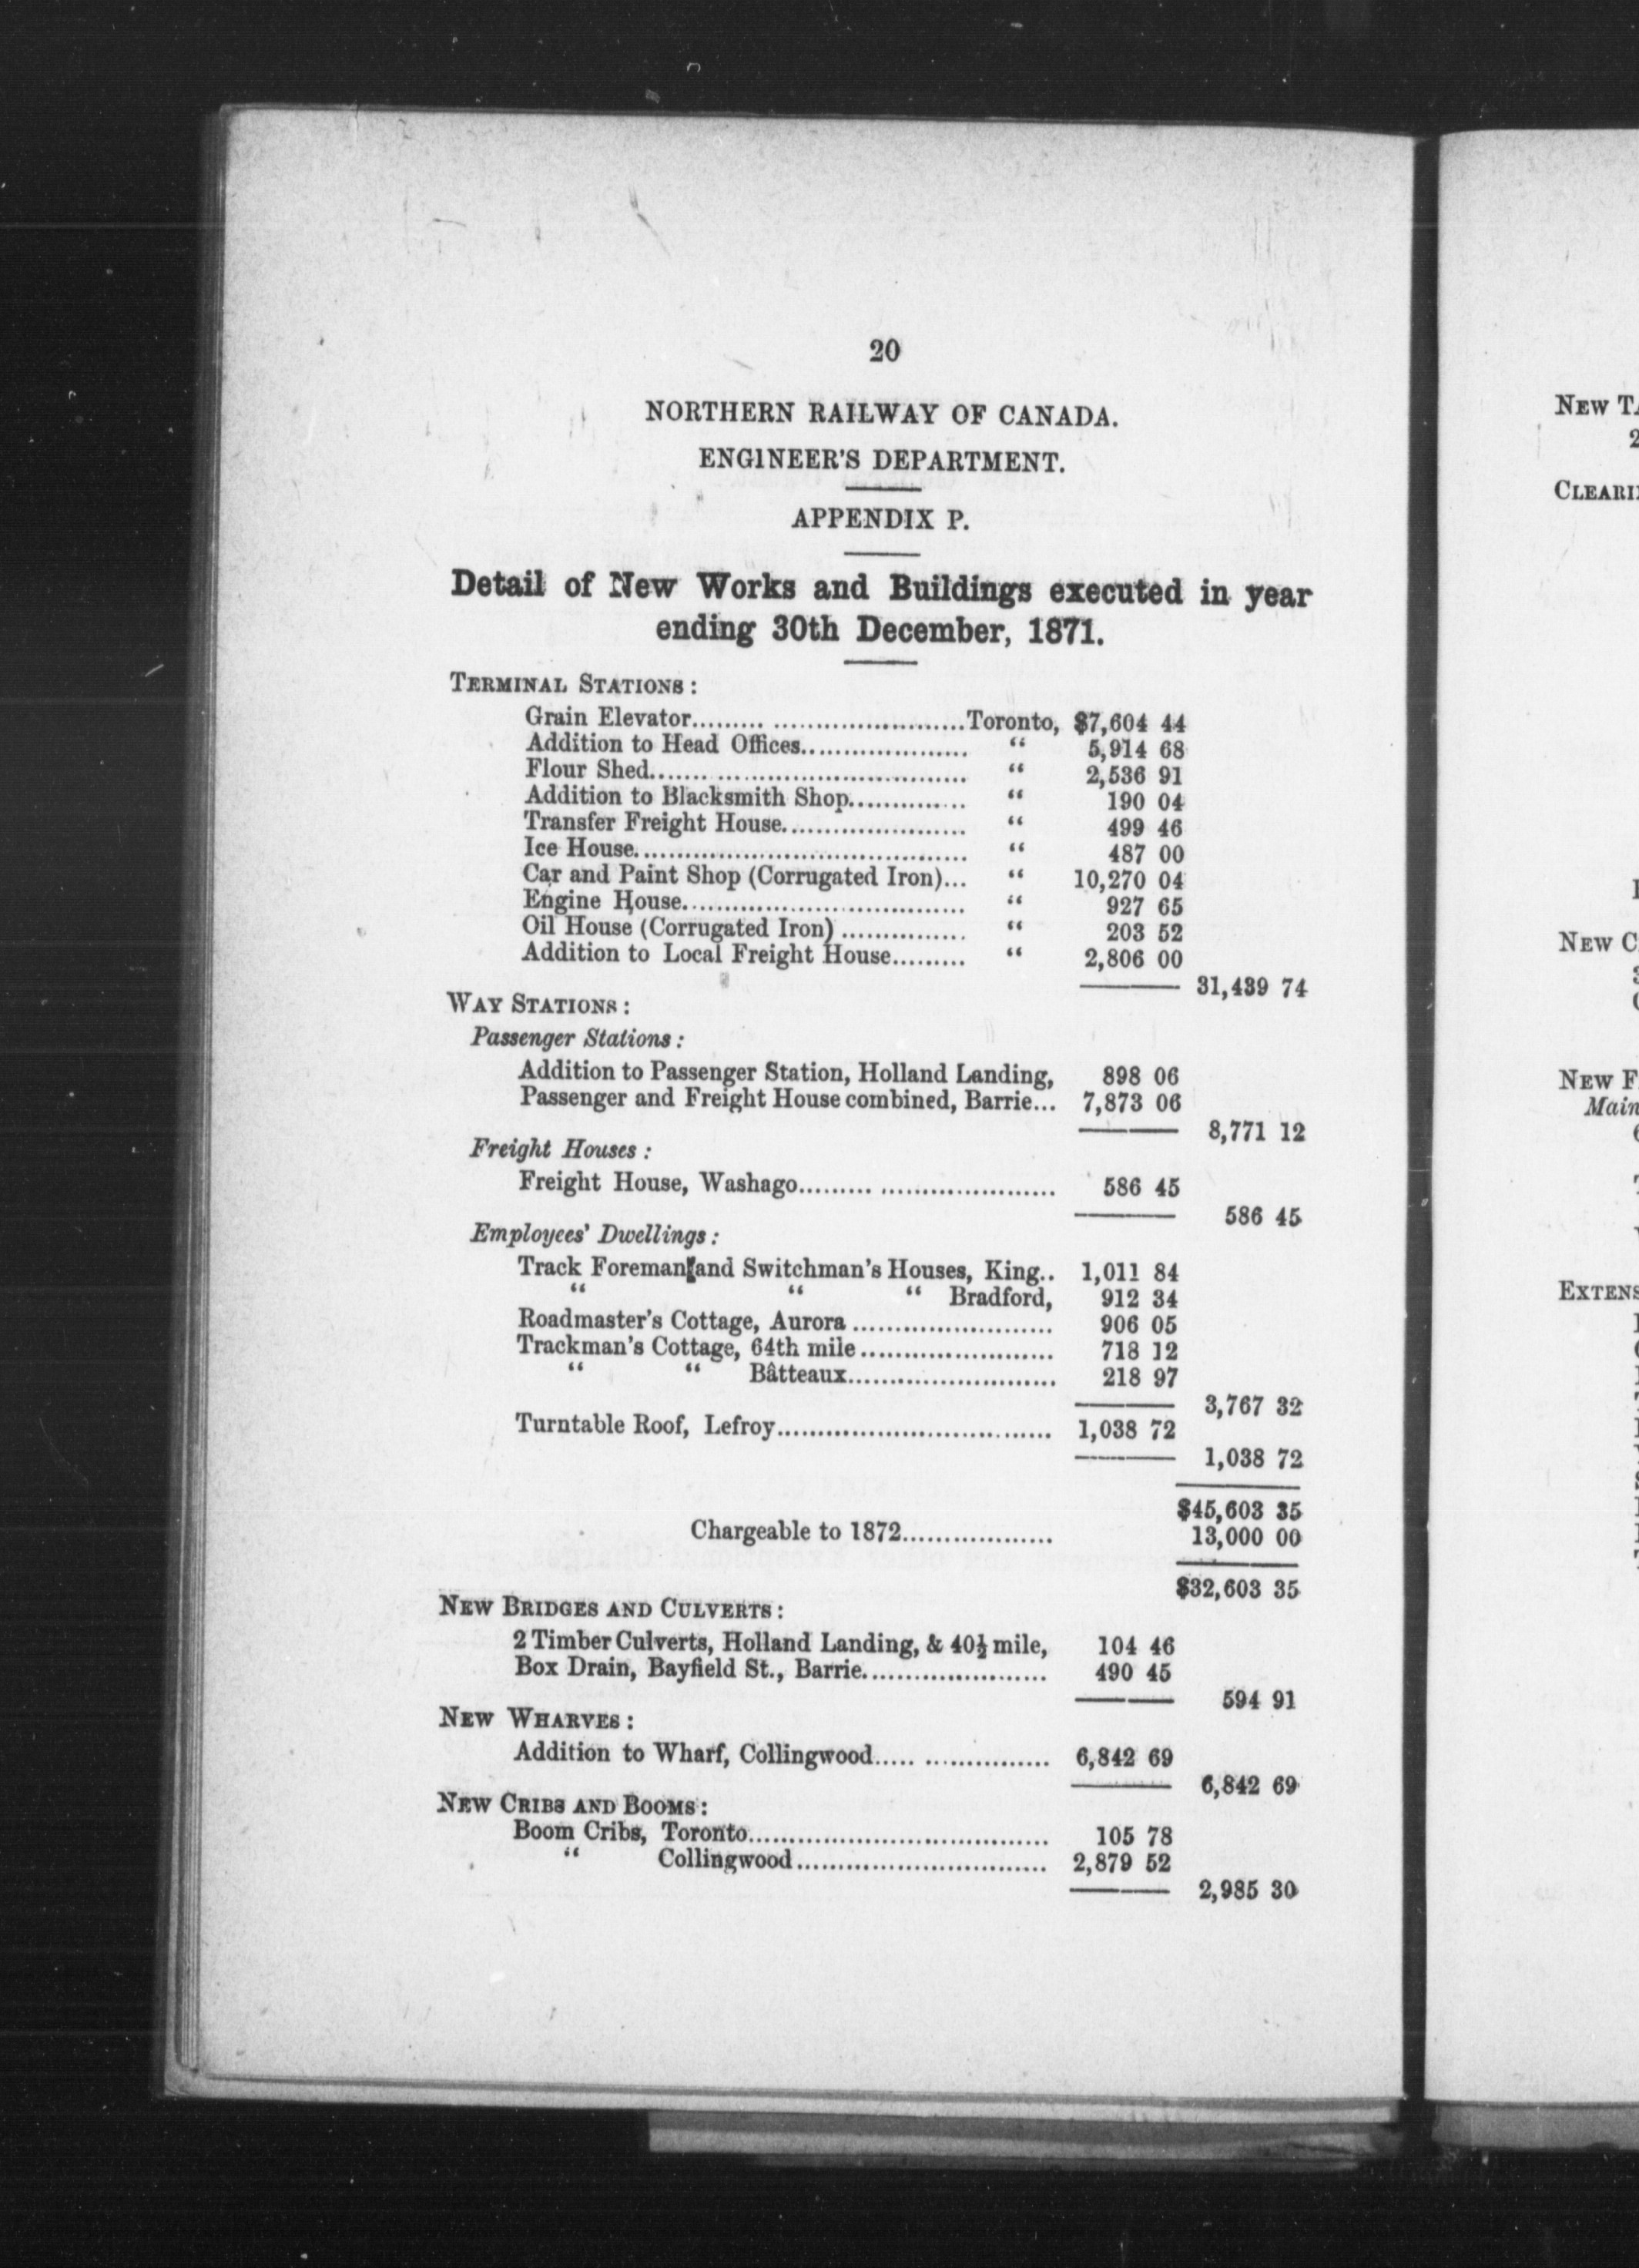 20
NORTHERN RAILWAY OF CANADA.
ENGINEER'S DEPARTMENT.
APPENDIX P.
Detail of New Works and Buildings executed in year
ending 30th December, 1871.
TERMINAL STATIONS:
Grain Elevator..............................Toronto, $7,604 44
Addition to Head Offices.................... " 5,914 68
Flour Shed.................................... " 2,536 91
Addition to Blacksmith Shop.............. " 190 04
Transfer Freight House...................... " 499 46
Ice House....................................... " 487 00
Car and Paint Shop (Corrugated Iron)... " 10,270 04
Engine House.................................. " 927 65
Oil House (Corrugated Iron) ............... " 203 52
Addition to Local Freight House......... " 2,806 00
31,439 74
WAY STATIONS:
Passenger Stations:
Addition to Passenger Station, Holland Landing, 898 06
Passenger and Freight House combined, Barrie... 7,873 06
8,771 12
Freight Houses:
Freight House, Washago.............................. 586 45
586 45
Employees' Dwellings:
Track Foreman and Switchman's Houses, King.. 1,011 84
" " " Bradford, 912 34
Roadmaster's Cottage, Aurora ........................ 906 05
Trackman's Cottage, 64th mile....................... 718 12
" " Bâtteaux......................... 218 97
3,767 32
Turntable Roof, Lefroy................................. 1,038 72
1,038 72
$45,603 35
Chargeable to 1872.................. 13,000 00
$32,603 35
NEW BRIDGES AND CULVERTS:
2 Timber Culverts, Holland Landing, & 40½ mile, 104 46
Box Drain, Bayfield St., Barrie...................... 490 45
594 91
NEW WHARVES:
Addition to Wharf, Collingwood..................... 6,842 69
6,842 69
NEW CRIBS AND BOOMS:
Boom Cribs, Toronto.................................... 105 78
" Collingwood.............................. 2,879 52
2,985 30
NEW
CLEARI
NEW C
NEW F
Main
EXTENS